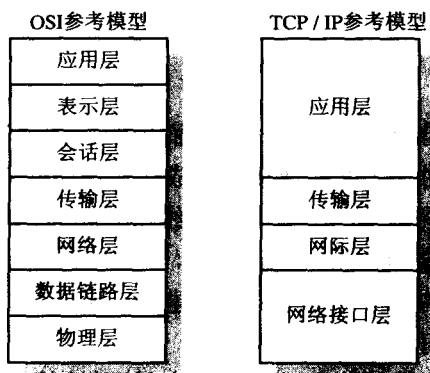 OSI参考模型
应用层
表示层
会话层
传输层
网络层
数据链路层
物理层
TCP / IP参考模型
应用层
传输层
网际层
网络接口层